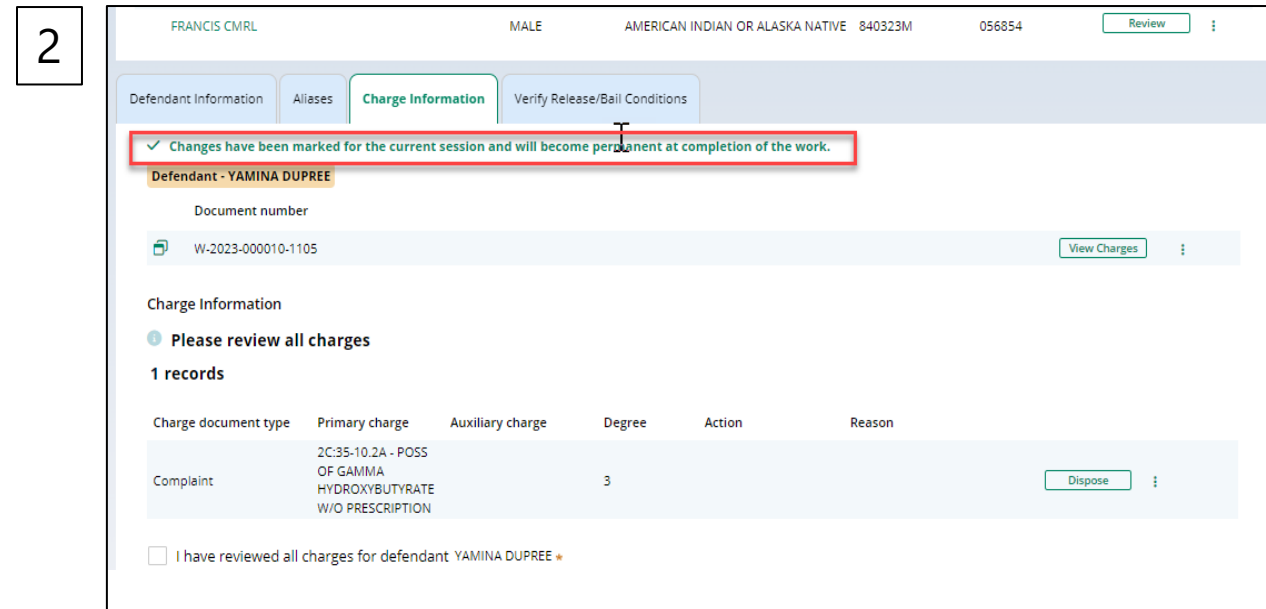 2
FRANCIS CMRL MALE AMERICAN INDIAN OR ALASKA NATIVE 840323M 056854 Review
Defendant Information Aliases Charge Information Verify Release/Bail Conditions
Changes have been marked for the current session and will become permanent at completion of the work.
Defendant - YAMINA DUPREE
Document number
W-2023-000010-1105 View Charges
Charge Information
Please review all charges
1 records
Charge document type Primary charge Auxiliary charge Degree Action Reason
2C:35-10.2A - POSS
OF GAMMA
Complaint HYDROXYBUTYRATE 3 Dispose
W/O PRESCRIPTION
I have reviewed all charges for defendant YAMINA DUPREE *